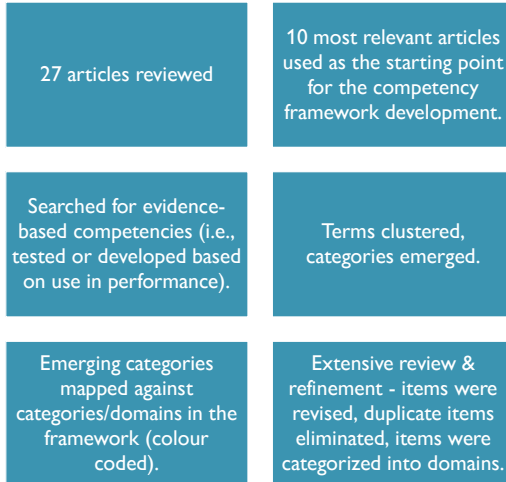 27 articles reviewed
10 most relevant articles
used as the starting point
for the competency
framework development.
Searched for evidence-
based competencies (i.e.,
tested or developed based
on use in performance).
Terms clustered,
categories emerged.
Emerging categories
mapped against
categories/domains in the
framework (colour
coded).
Extensive review &
refinement - items were
revised, duplicate items
eliminated, items were
categorized into domains.